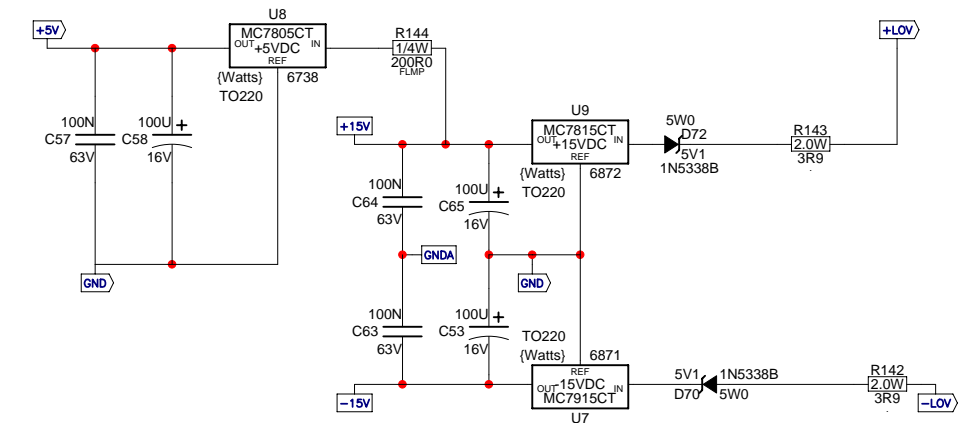 U8
+5V
MC7805CT
OUT +5VDC IN
REF
{Watts} 6738
TO220
R144
1/4W
200R0
FLMP
+LOV
100N
C57
63V
100U +
C58
16V
GND
+15V
U9
MC7815CT
OUT +15VDC IN
REF
{Watts} 6872
TO220
5W0
D72
5V1
1N5338B
R143
2.0W
3R9
100N
C64
63V
100U +
C65
16V
GNDA
GND
100N
C63
63V
100U +
C53
16V
TO220
{Watts} 6871
REF
OUT -15VDC IN
MC7915CT
U7
-15V
5V1 1N5338B
D70 5W0
R142
2.0W
3R9
-LOV